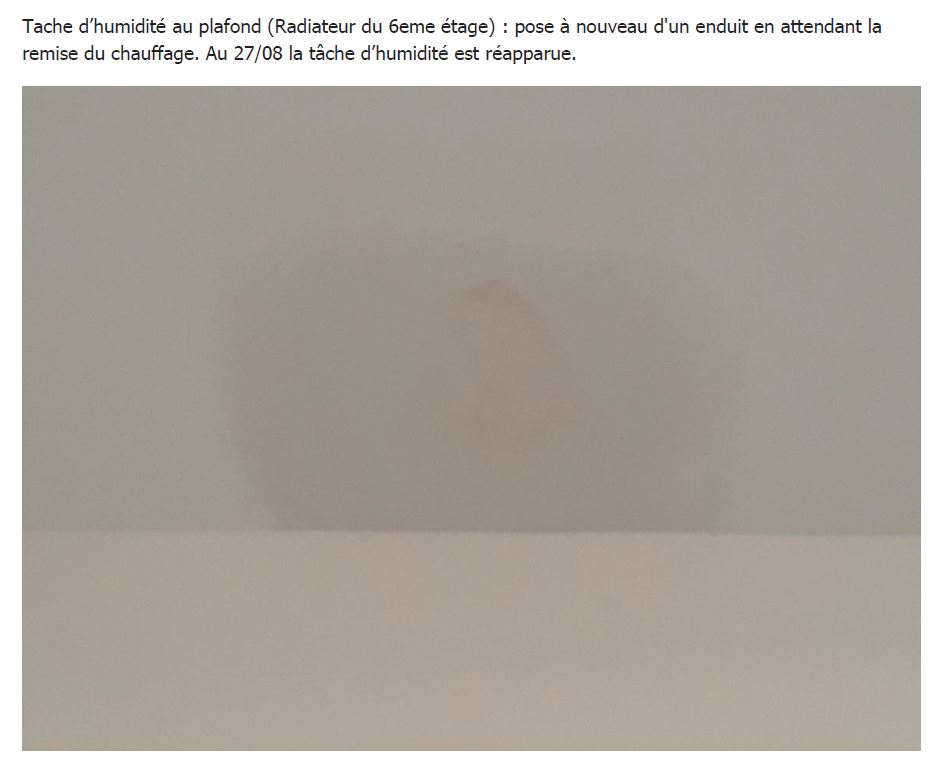 Tache d’humidité au plafond (Radiateur du 6eme étage) : pose à nouveau d'un enduit en attendant la
remise du chauffage. Au 27/08 la tâche d’humidité est réapparue.